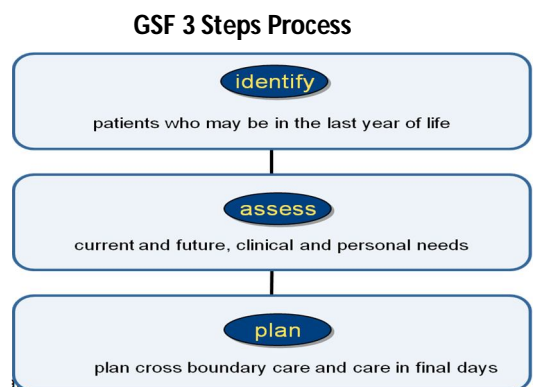 GSF 3 Steps Process
identify
patients who may be in the last year of life
assess
current and future, clinical and personal needs
plan
plan cross boundary care and care in final days